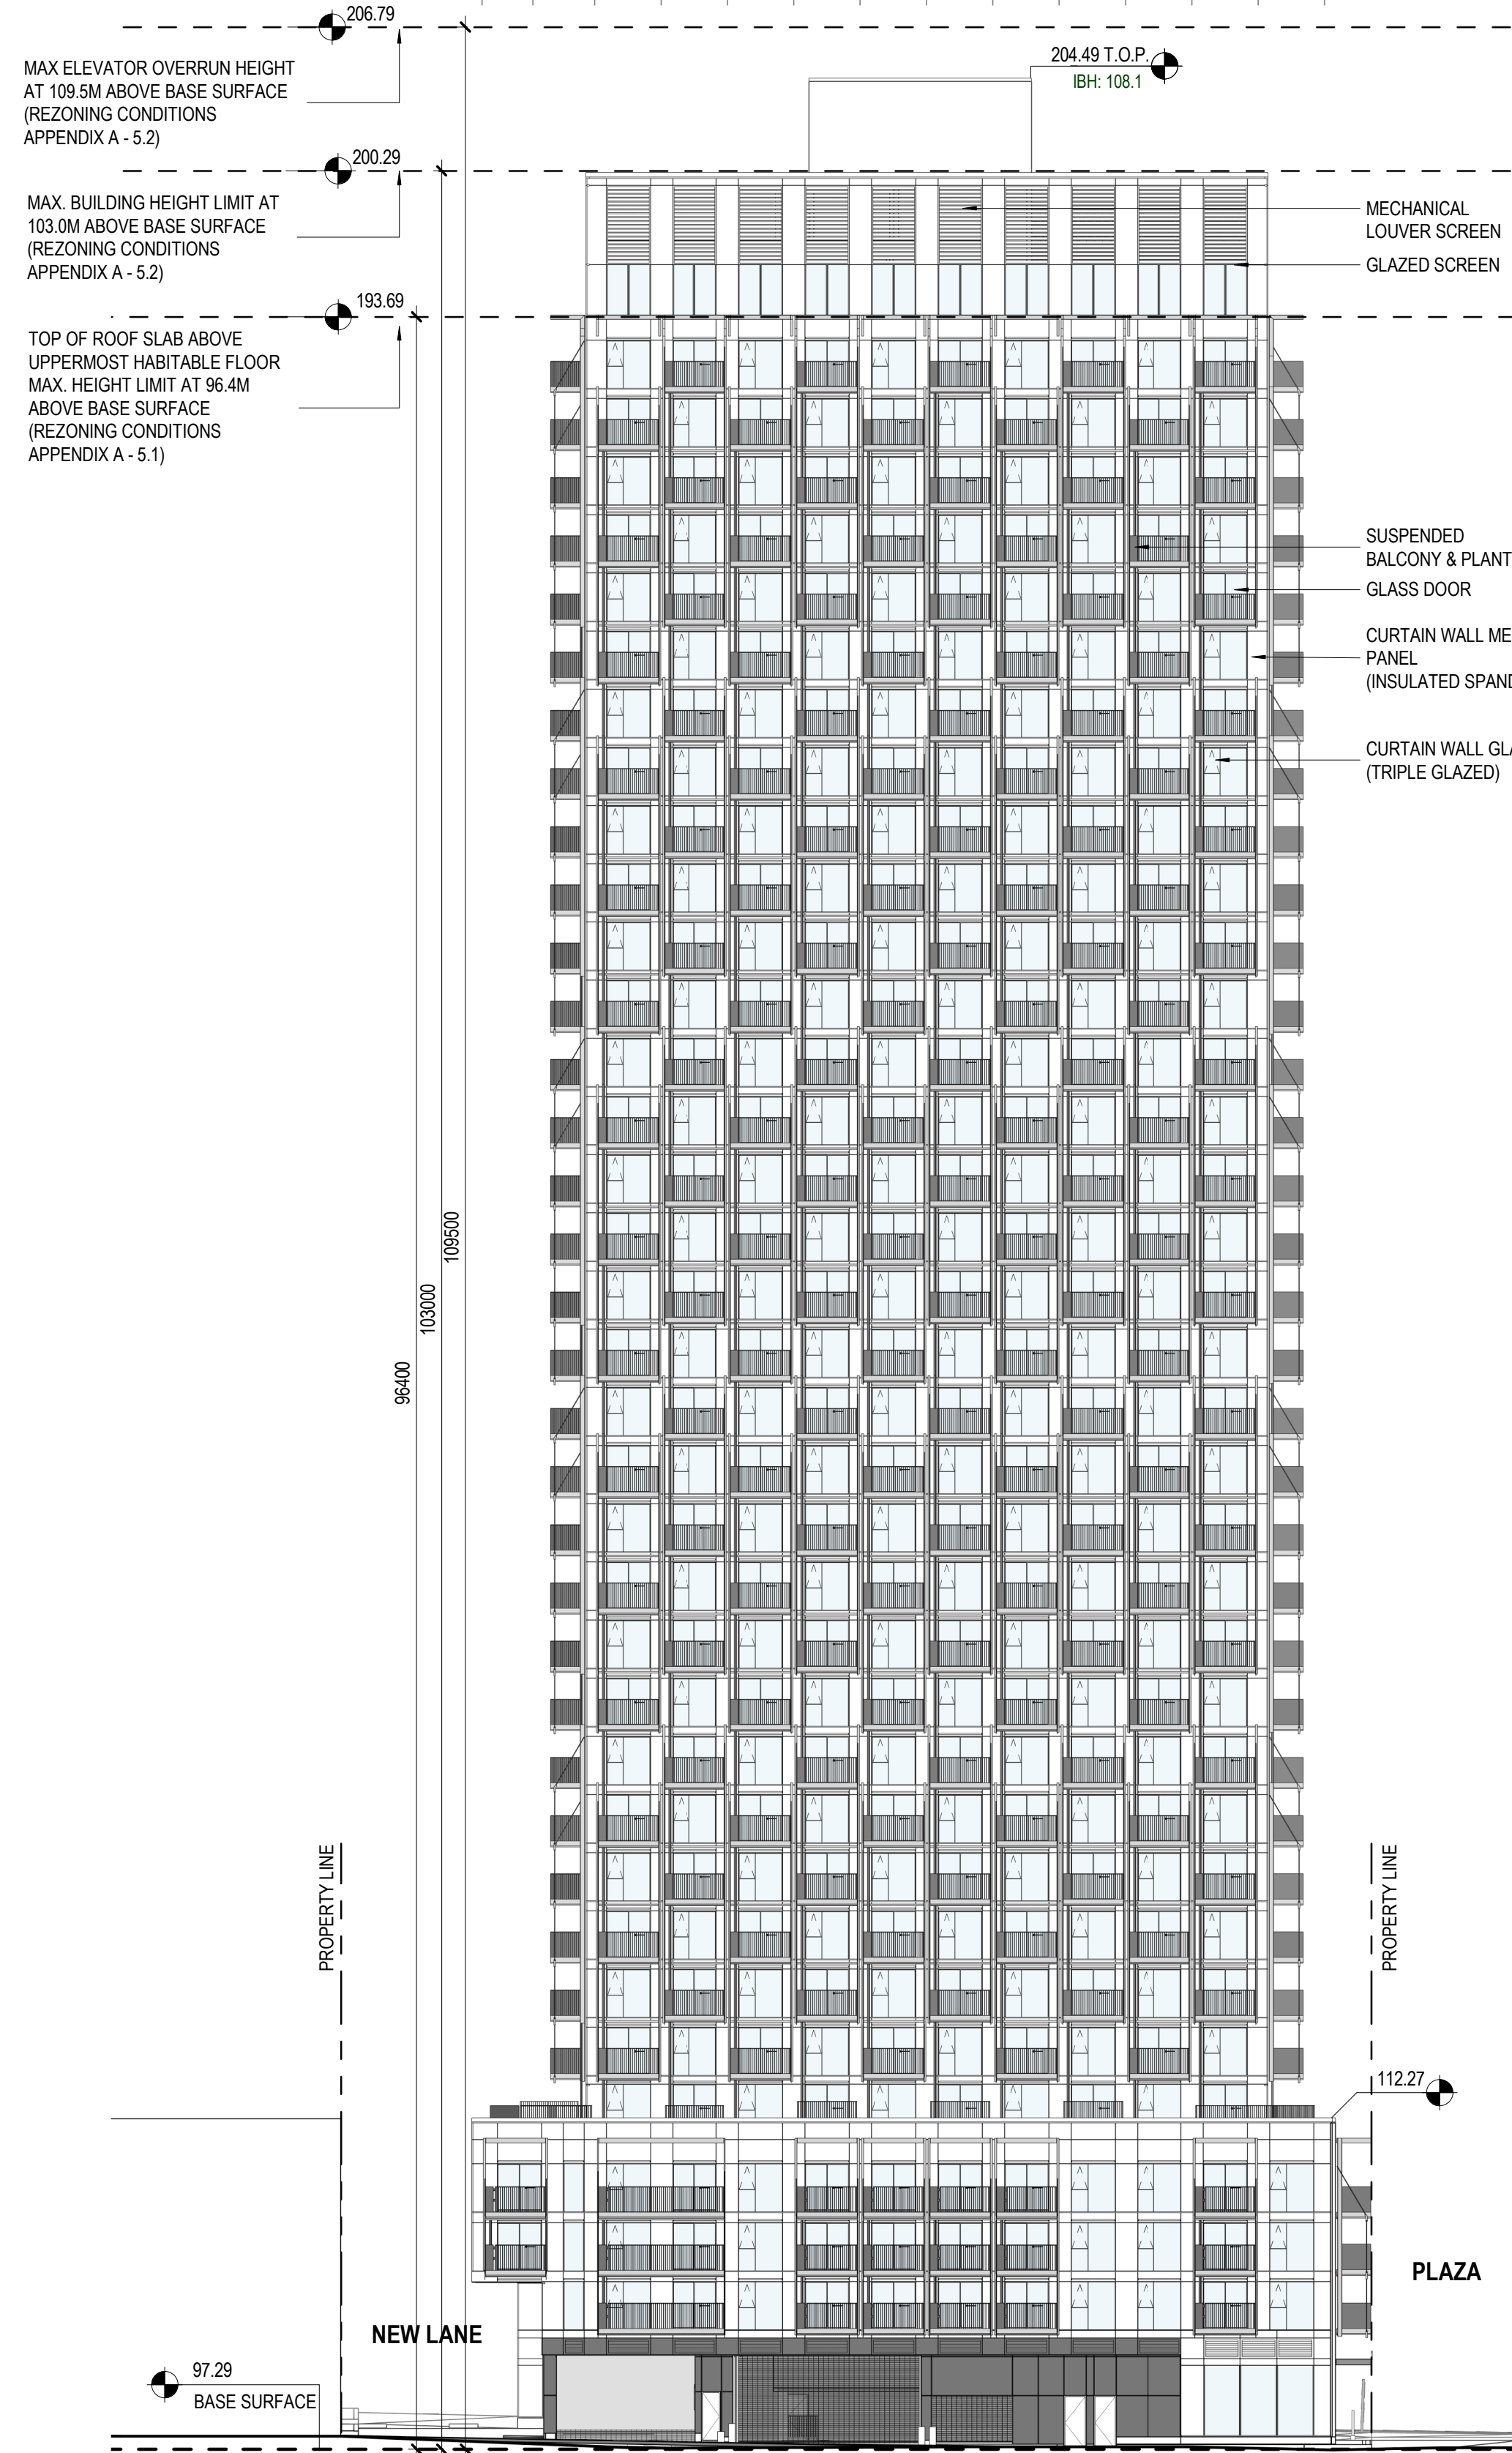 206.79
MAX ELEVATOR OVERRUN HEIGHT
AT 109.5M ABOVE BASE SURFACE
(REZONING CONDITIONS
APPENDIX A - 5.2)
204.49 T.O.P.
IBH: 108.1
200.29
MAX. BUILDING HEIGHT LIMIT AT
103.0M ABOVE BASE SURFACE
(REZONING CONDITIONS
APPENDIX A - 5.2)
MECHANICAL
LOUVER SCREEN
GLAZED SCREEN
193.69
TOP OF ROOF SLAB ABOVE
UPPERMOST HABITABLE FLOOR
MAX. HEIGHT LIMIT AT 96.4M
ABOVE BASE SURFACE
(REZONING CONDITIONS
APPENDIX A - 5.1)
SUSPENDED
BALCONY & PLANT
GLASS DOOR
CURTAIN WALL ME
PANEL
(INSULATED SPAND
CURTAIN WALL GLA
(TRIPLE GLAZED)
109500
103000
96400
PROPERTY LINE
PROPERTY LINE
112.27
PLAZA
NEW LANE
97.29
BASE SURFACE